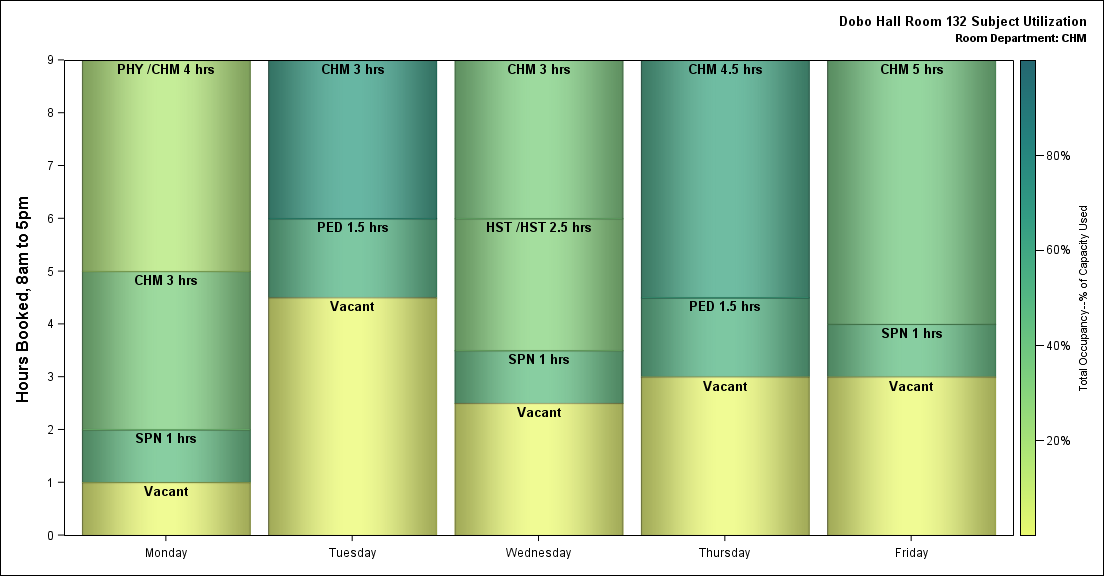 Dobo Hall Room 132 Subject Utilization
Room Department: CHM
Hours Booked, 8am to 5pm
9
8
7
6
5
4
3
2
1
0
PHY /CHM 4 hrs
CHM 3 hrs
SPN 1 hrs
Vacant
CHM 3 hrs
PED 1.5 hrs
Vacant
CHM 3 hrs
HST /HST 2.5 hrs
SPN 1 hrs
Vacant
CHM 4.5 hrs
PED 1.5 hrs
Vacant
CHM 5 hrs
SPN 1 hrs
Vacant
Monday
Tuesday
Wednesday
Thursday
Friday
80%
60%
40%
20%
Total Occupancy--% of Capacity Used